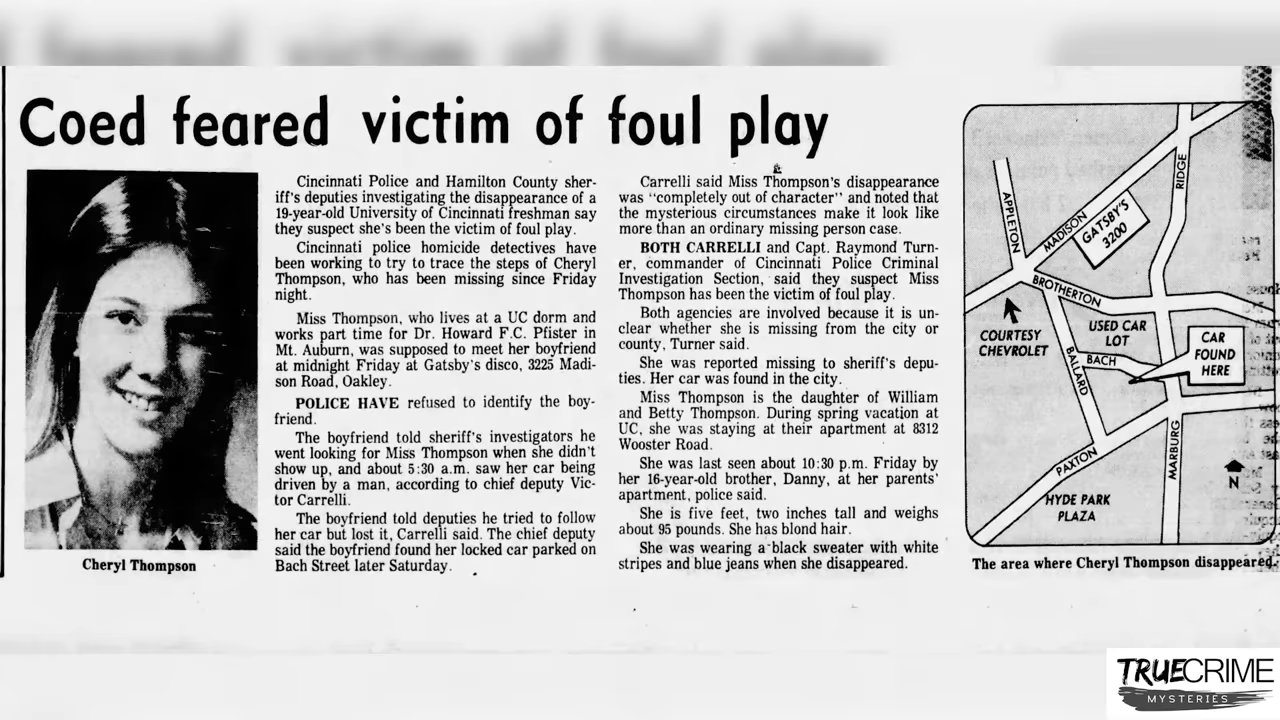 Coed feared victim of foul play
Cheryl Thompson
Cincinnati Police and Hamilton County sher-
iff's deputies investigating the disappearance of a
19-year-old University of Cincinnati freshman say
they suspect she's been the victim of foul play.
Cincinnati police homicide detectives have
been working to try to trace the steps of Cheryl
Thompson, who has been missing since Friday
night.
Miss Thompson, who lives at a UC dorm and
works part time for Dr. Howard F.C. Pfister in
Mt. Auburn, was supposed to meet her boyfriend
at midnight Friday at Gatsby's disco, 3225 Madi-
son Road, Oakley.
POLICE HAVE refused to identify the boy-
friend.
The boyfriend told sheriff's investigators he
went looking for Miss Thompson when she didn't
show up, and about 5:30 a.m. saw her car being
driven by a man, according to chief deputy Vic-
tor Carrelli.
The boyfriend told deputies he tried to follow
her car but lost it, Carrelli said. The chief deputy
said the boyfriend found her locked car parked on
Bach Street later Saturday.
Carrelli said Miss Thompson's disappearance
was "completely out of character" and noted that
the mysterious circumstances make it look like
more than an ordinary missing person case.
BOTH CARRELLI and Capt. Raymond Turn-
er, commander of Cincinnati Police Criminal
Investigation Section, said they suspect Miss
Thompson has been the victim of foul play.
Both agencies are involved because it is un-
clear whether she is missing from the city or
county, Turner said.
She was reported missing to sheriff's depu-
ties. Her car was found in the city.
Miss Thompson is the daughter of William
and Betty Thompson. During spring vacation at
UC, she was staying at their apartment at 8312
Wooster Road.
She was last seen about 10:30 p.m. Friday by
her 16-year-old brother, Danny, at her parents'
apartment, police said.
She is five feet, two inches tall and weighs
about 95 pounds. She has blond hair.
She was wearing a black sweater with white
stripes and blue jeans when she disappeared.
RIDGE
APPLETON
MADISON
GATSBY'S
3200
BROTHERTON
COURTESY
CHEVROLET
USED CAR
LOT
CAR
FOUND
HERE
BACH
BALLARD
MARBURG
PAXTON
N
HYDE PARK
PLAZA
The area where Cheryl Thompson disappeared.
TRUECRIME
MYSTERIES